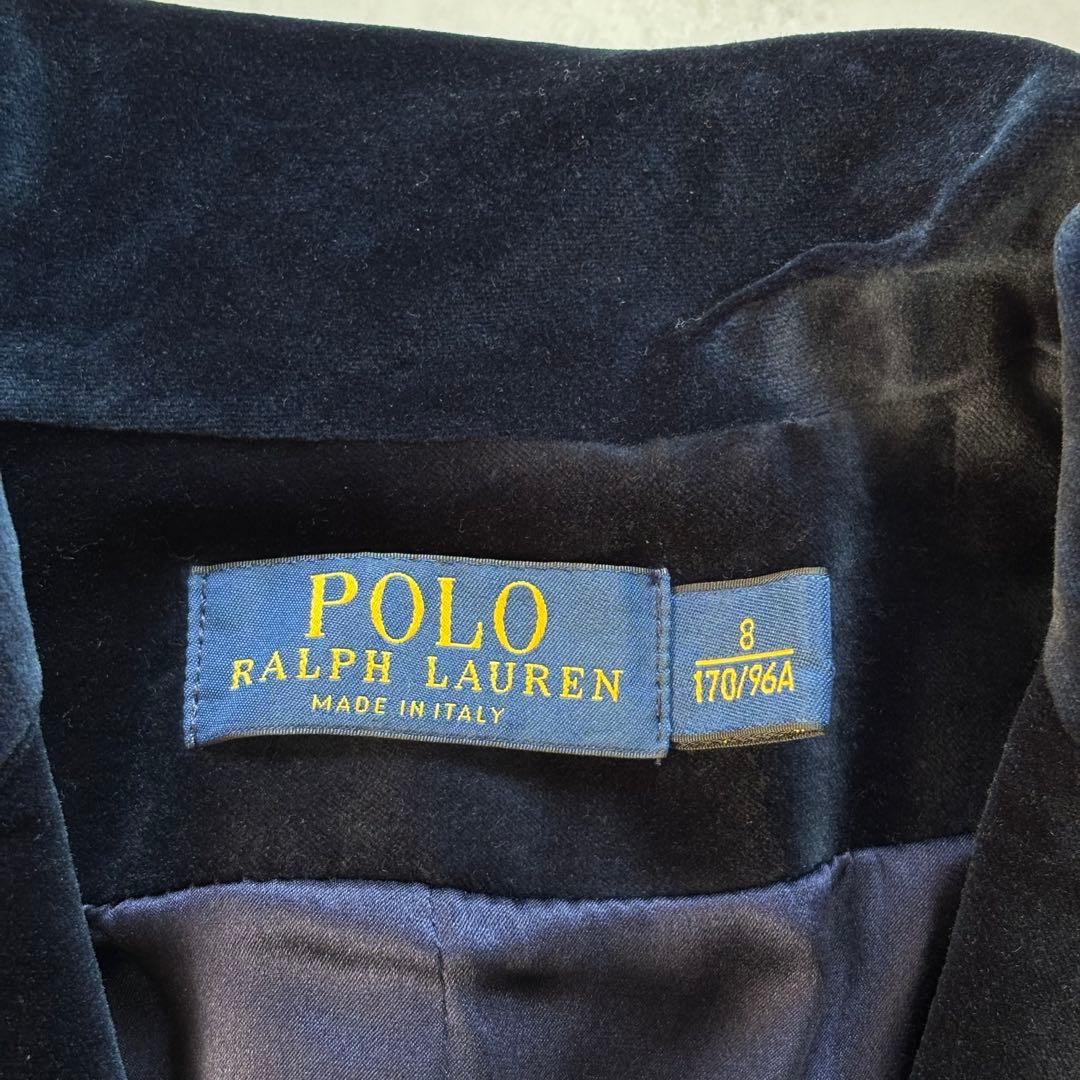 POLO
RALPH LAUREN
MADE IN ITALY
8
170/96A